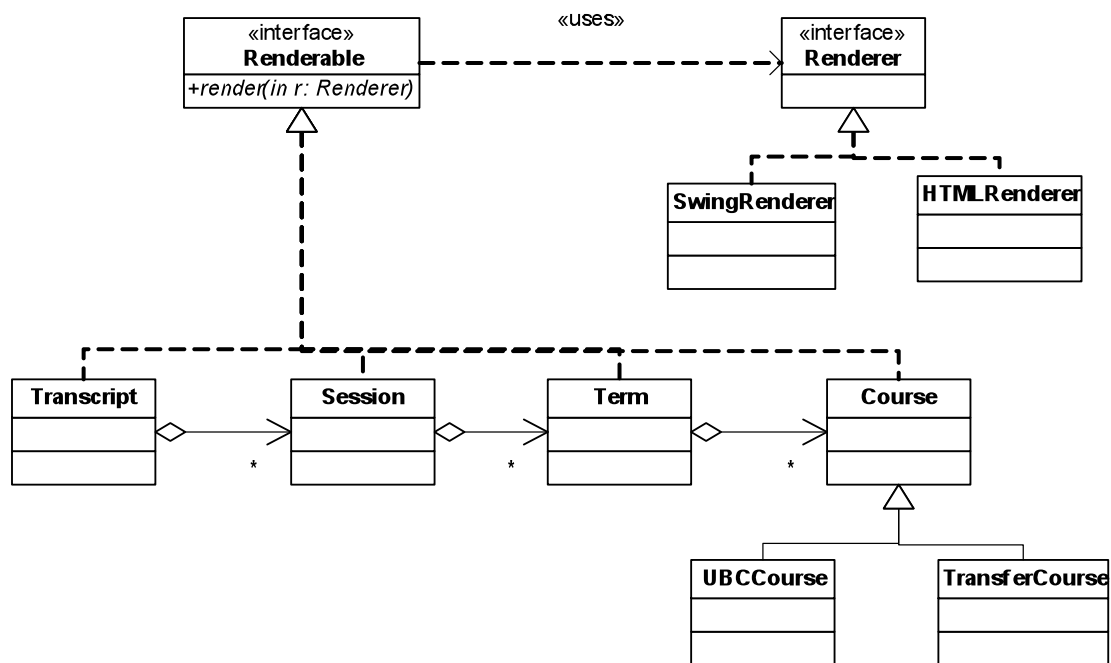 «uses»
«interface»
Renderable
+render(in r: Renderer)
«interface»
Renderer
SwingRenderer
HTMLRenderer
Transcript
Session
Term
Course
*
*
*
UBCCourse
TransferCourse